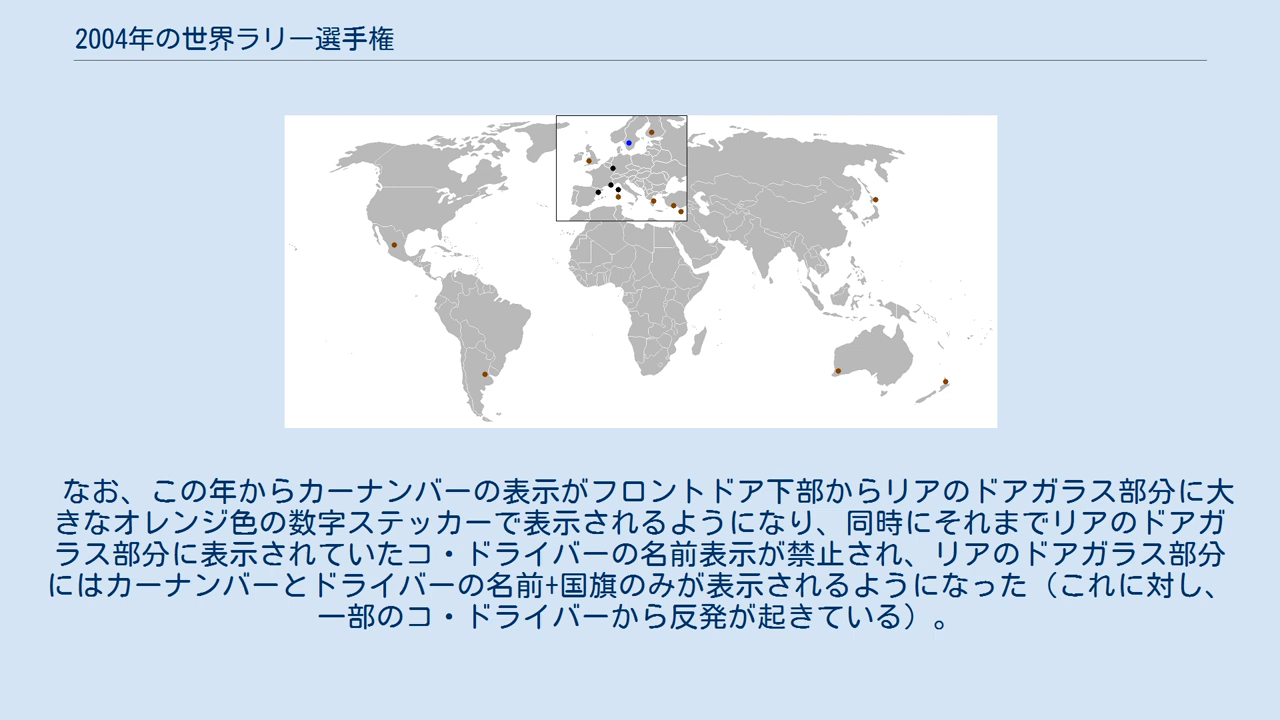 2004年の世界ラリー選手権
なお、この年からカーナンバーの表示がフロントドア下部からリアのドアガラス部分に大
きなオレンジ色の数字ステッカーで表示されるようになり、同時にそれまでリアのドアガ
ラス部分に表示されていたコ・ドライバーの名前表示が禁止され、リアのドアガラス部分
にはカーナンバーとドライバーの名前+国旗のみが表示されるようになった（これに対し、
一部のコ・ドライバーから反発が起きている）。